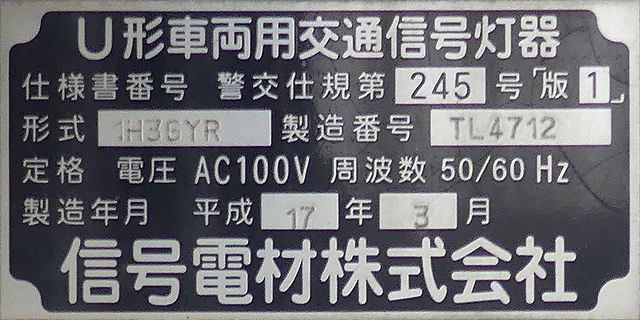 U形車両用交通信号灯器
仕様書番号 警交仕規第 245 号「版 1」
形式 1H3GYR 製造番号 TL4712
定格 電圧 AC100V 周波数 50/60 Hz
製造年月 平成 17 年 3 月
信号電材株式会社